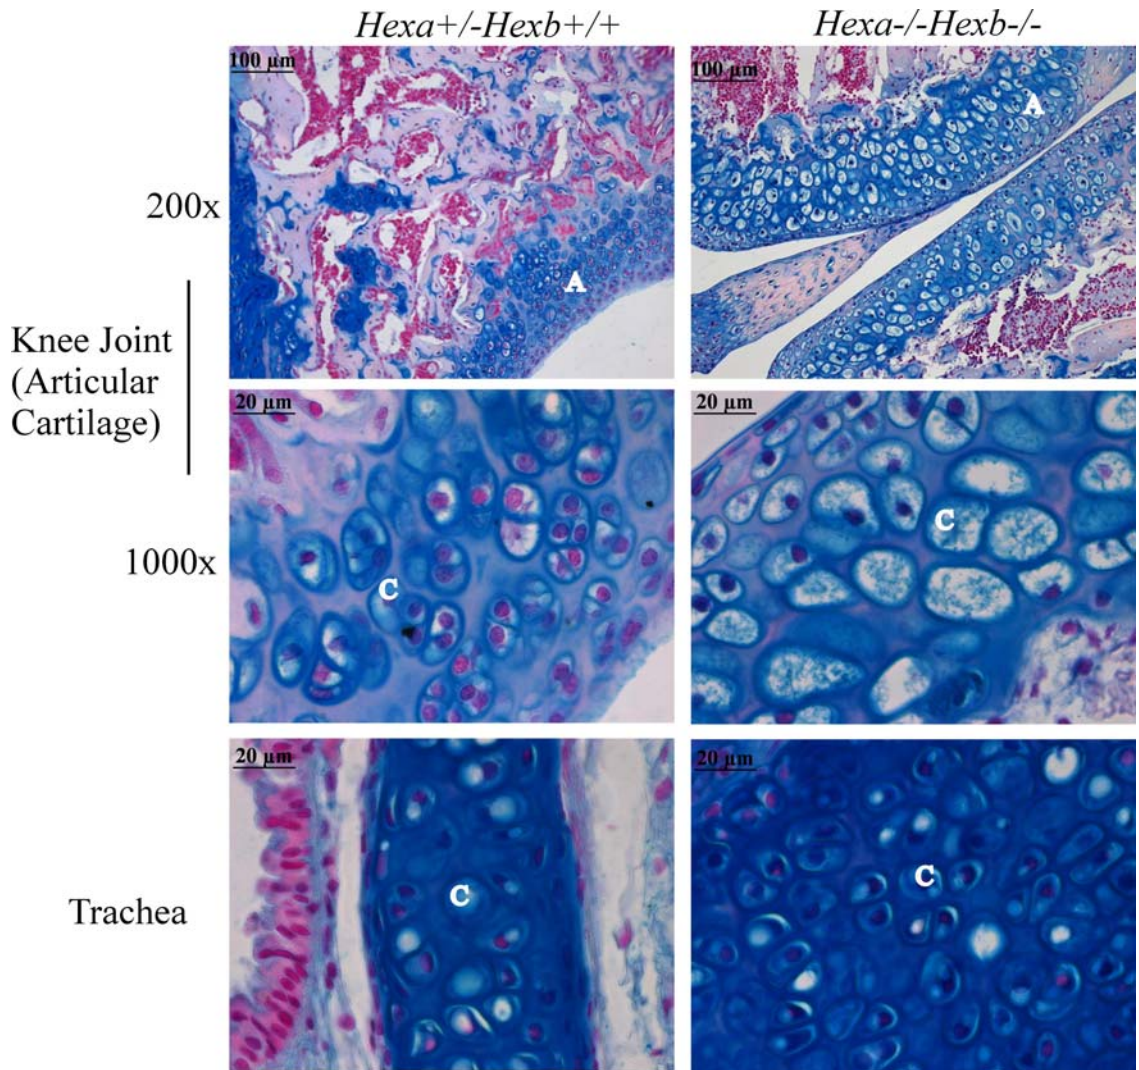 Hexa+/-Hexb+/+
Hexa-/-Hexb-/-
100 µm
100 µm
A
A
200x
Knee Joint
(Articular
Cartilage)
20 µm
20 µm
C
C
1000x
20 µm
20 µm
C
C
Trachea